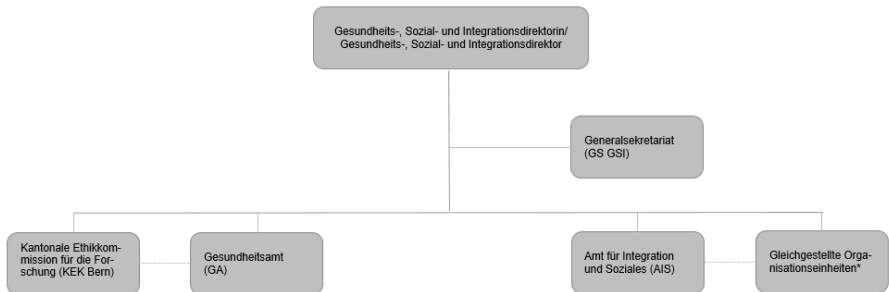 Gesundheits-, Sozial- und Integrationsdirektorin/
Gesundheits-, Sozial- und Integrationsdirektor
Generalsekretariat
(GS GSI)
Kantonale Ethikkom-
mission für die For-
schung (KEK Bern)
Gesundheitsamt
(GA)
Amt für Integration
und Soziales (AIS)
Gleichgestellte Orga-
nisationseinheiten*